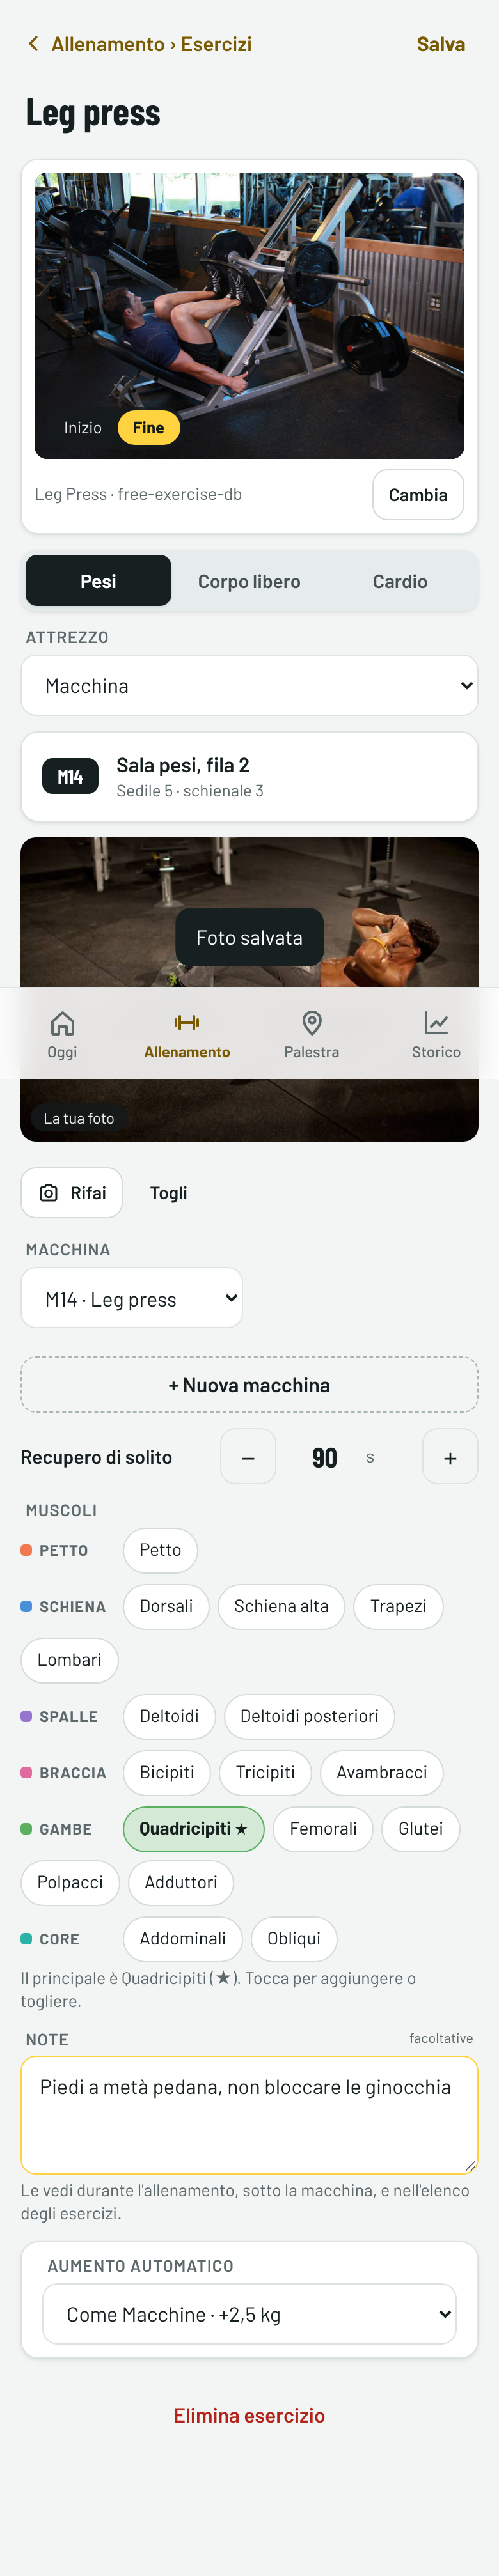 Allenamento › Esercizi
Salva
Leg press
Inizio
Fine
Leg Press · free-exercise-db
Cambia
Pesi
Corpo libero
Cardio
ATTREZZO
Macchina
M14
Sala pesi, fila 2
Sedile 5 · schienale 3
Foto salvata
Oggi
Allenamento
Palestra
Storico
La tua foto
Rifai
Togli
MACCHINA
M14 · Leg press
+ Nuova macchina
Recupero di solito
−
90
s
+
MUSCOLI
PETTO
Petto
SCHIENA
Dorsali
Schiena alta
Trapezi
Lombari
SPALLE
Deltoidi
Deltoidi posteriori
BRACCIA
Bicipiti
Tricipiti
Avambracci
GAMBE
Quadricipiti ★
Femorali
Glutei
Polpacci
Adduttori
CORE
Addominali
Obliqui
Il principale è Quadricipiti (★). Tocca per aggiungere o
togliere.
NOTE
facoltative
Piedi a metà pedana, non bloccare le ginocchia
Le vedi durante l'allenamento, sotto la macchina, e nell'elenco
degli esercizi.
AUMENTO AUTOMATICO
Come Macchine · +2,5 kg
Elimina esercizio